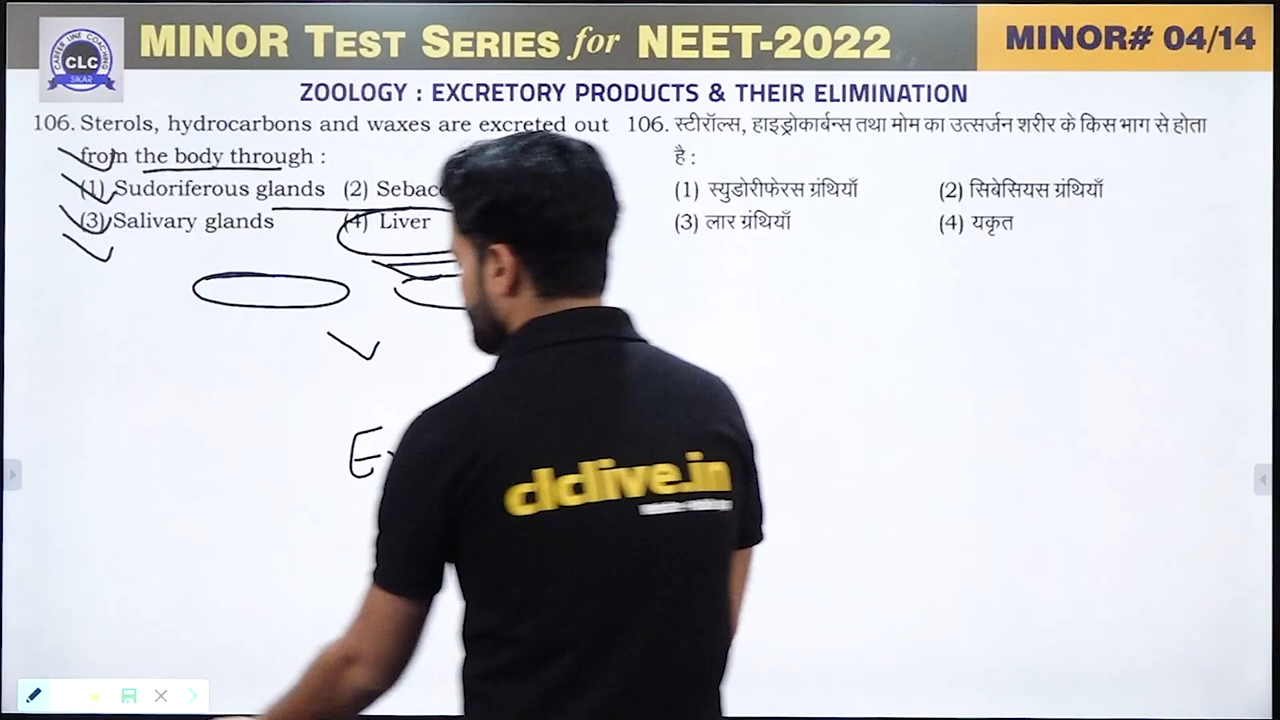 CAREER LINE COACHING
CLC
SIKAR
MINOR TEST SERIES for NEET-2022
MINOR# 04/14
ZOOLOGY : EXCRETORY PRODUCTS & THEIR ELIMINATION
106. Sterols, hydrocarbons and waxes are excreted out
from the body through :
(1) Sudoriferous glands (2)
(3) Salivary glands (4) Liver
106. स्टीरॉल्स, हाइड्रोकार्बन्स तथा मोम का उत्सर्जन शरीर के किस भाग से होता
है :
(1) स्युडोरीफेरस ग्रंथियाँ (2) सिबेसियस ग्रंथियाँ
(3) लार ग्रंथियाँ (4) यकृत
clclive.in